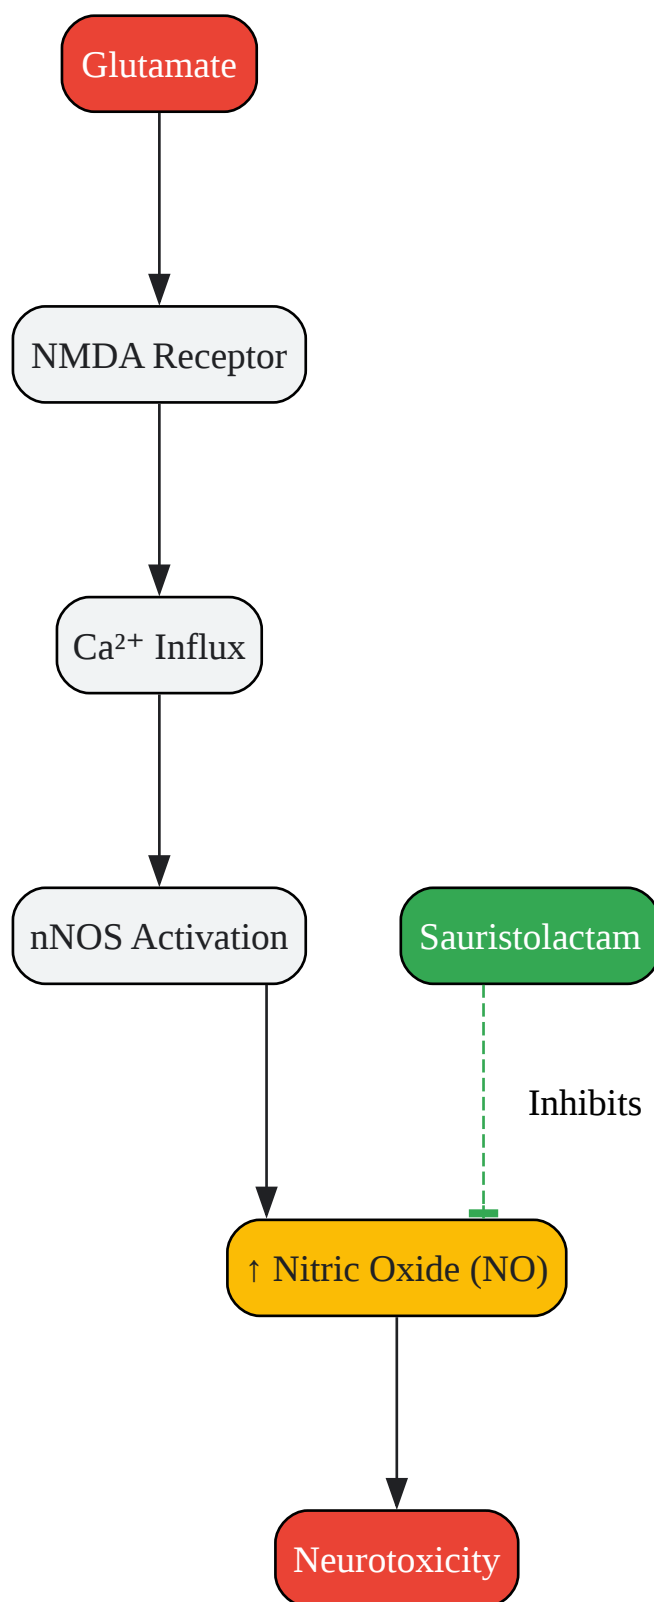 Glutamate
NMDA Receptor
Ca²⁺ Influx
nNOS Activation
Sauristolactam
Inhibits
↑ Nitric Oxide (NO)
Neurotoxicity